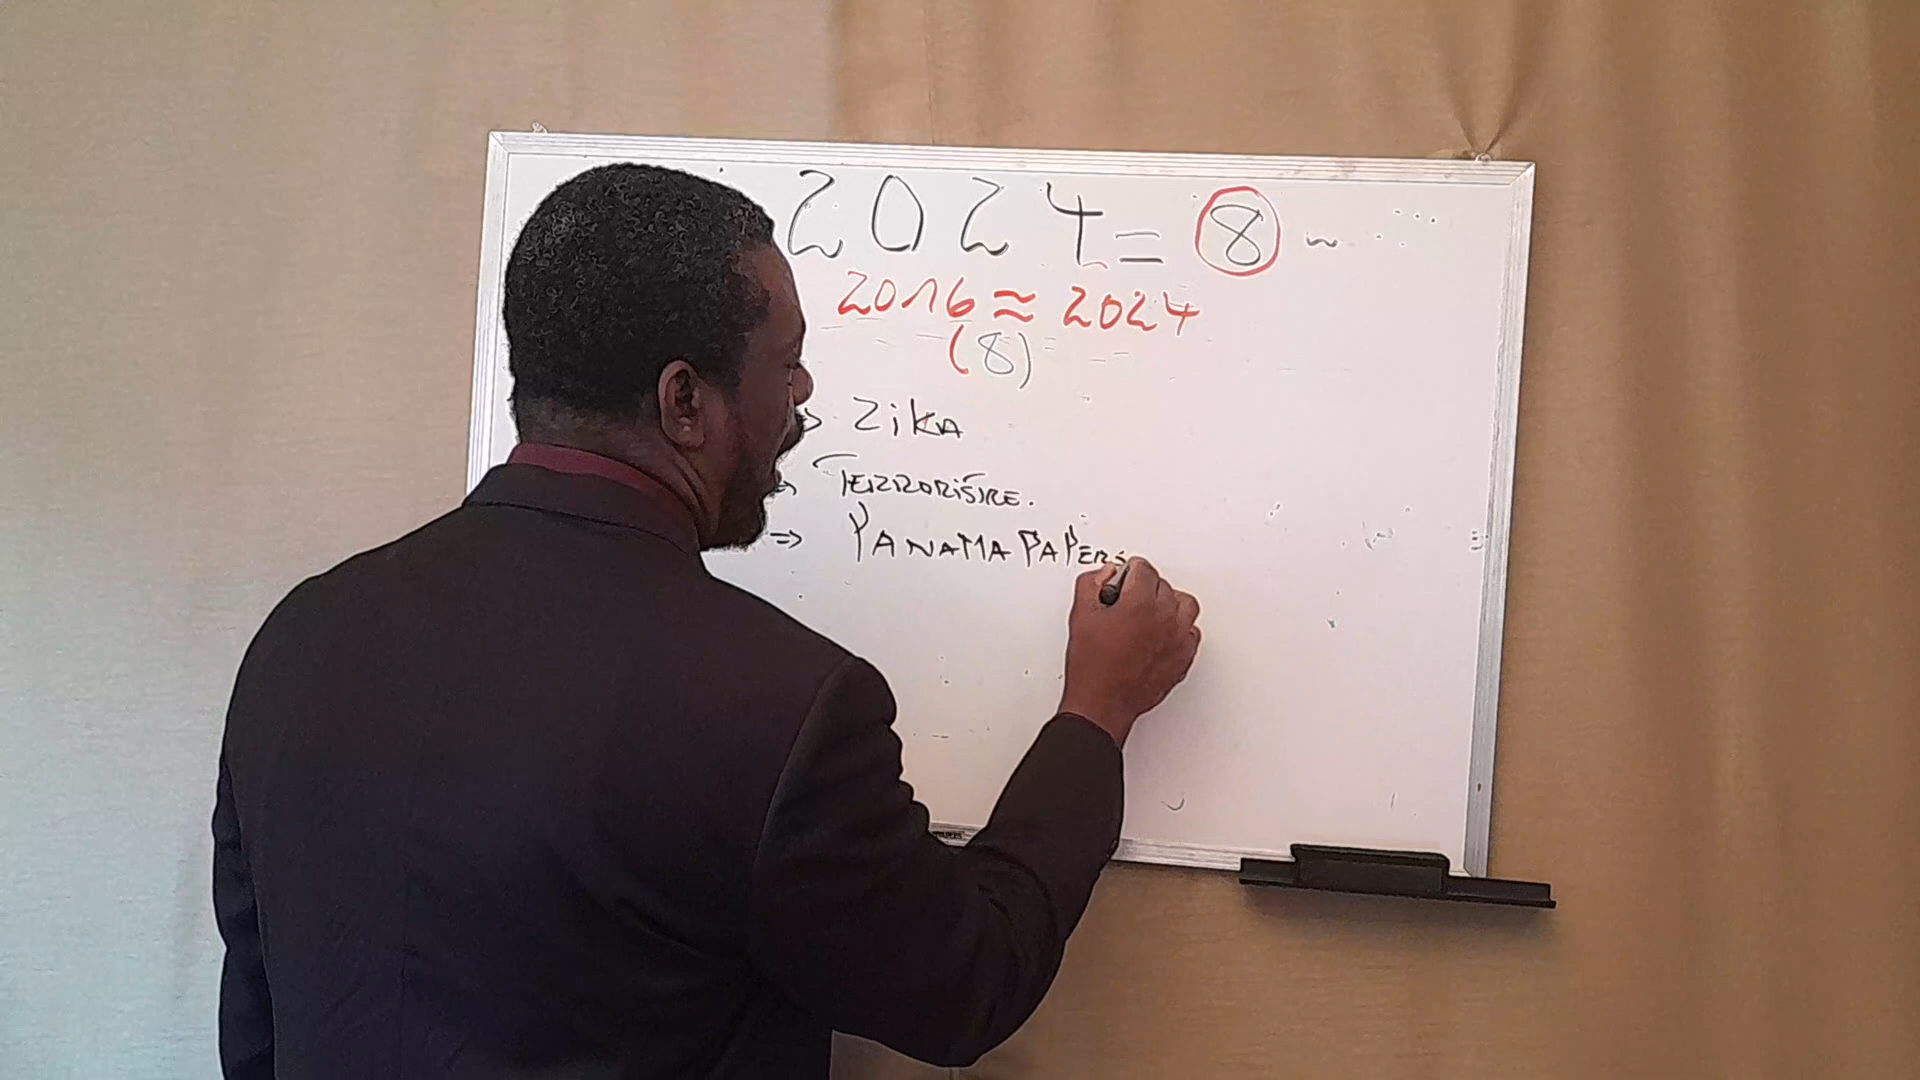 2024 = 8 ~
2016 ≈ 2024
(8)
→ Zika
→ TERRORISME.
⇒ PANAMA PAPERS